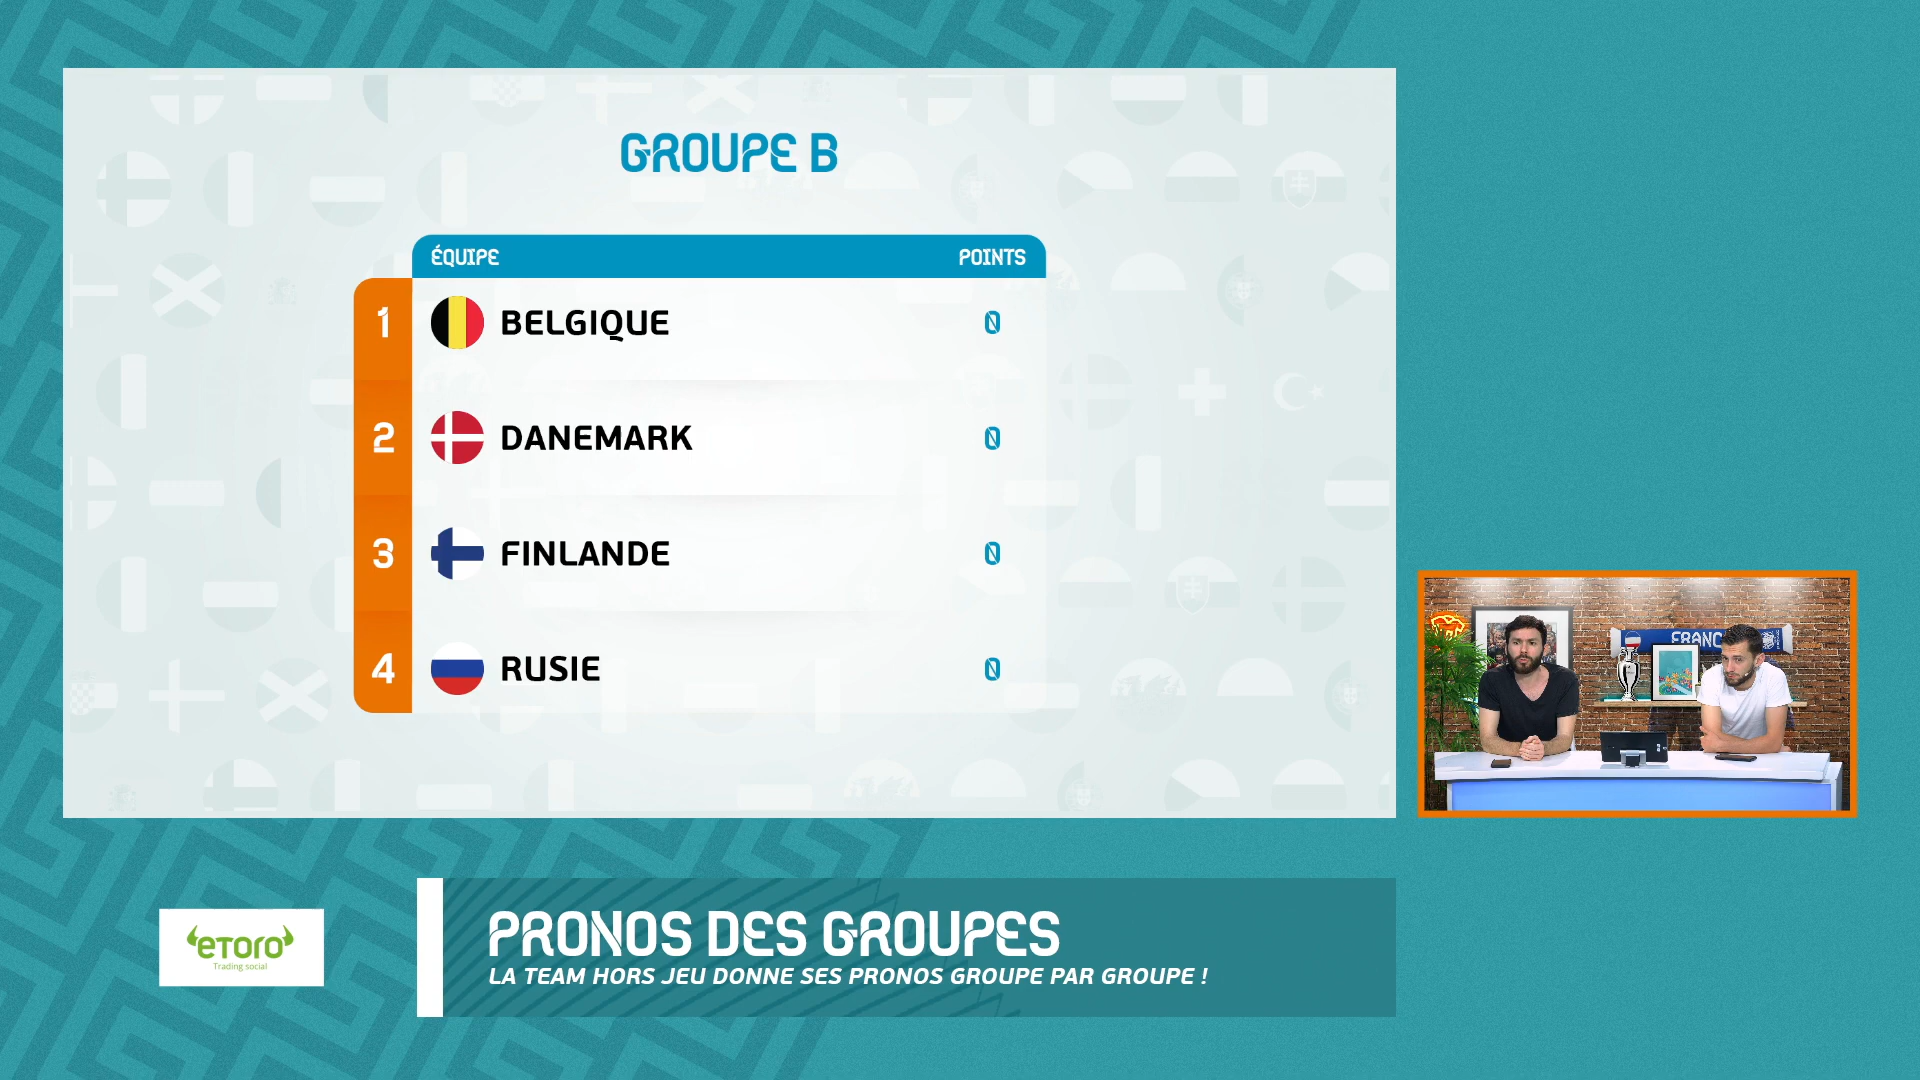 GROUPE B
ÉQUIPE POINTS
1 BELGIQUE 0
2 DANEMARK 0
3 FINLANDE 0
4 RUSIE 0
FRANC
PRONOS DES GROUPES
LA TEAM HORS JEU DONNE SES PRONOS GROUPE PAR GROUPE !
eTORO
Trading social